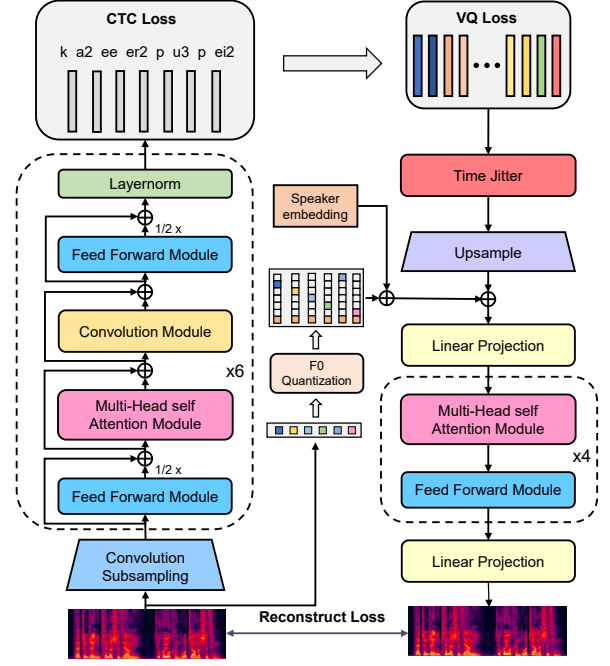 CTC Loss
k a2 ee er2 p u3 p ei2
Layernorm
1/2 x
Feed Forward Module
Convolution Module
x6
Multi-Head self
Attention Module
1/2 x
Feed Forward Module
Convolution
Subsampling
Speaker
embedding
F0
Quantization
Reconstruct Loss
VQ Loss
Time Jitter
Upsample
Linear Projection
Multi-Head self
Attention Module
x4
Feed Forward Module
Linear Projection